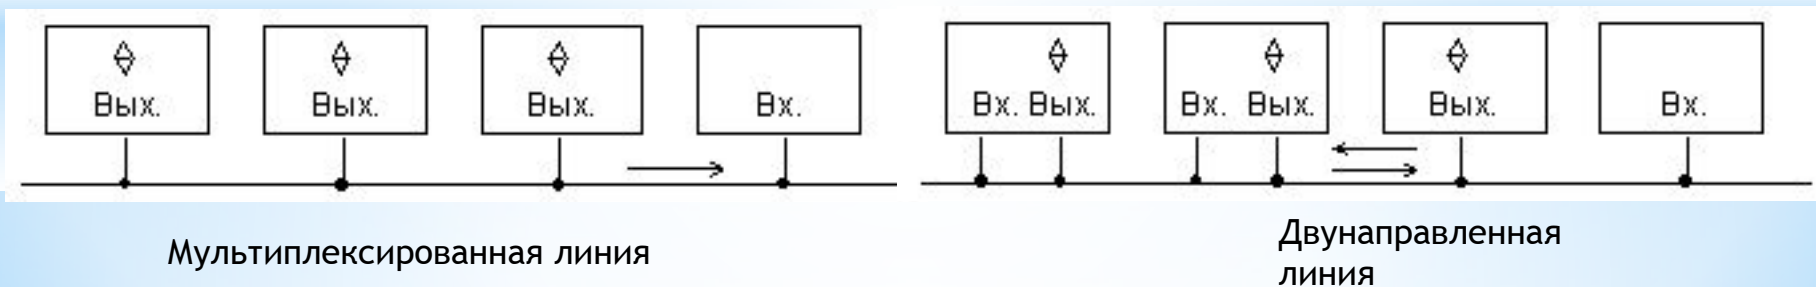 Вых. Вых. Вых. Вх.
Вх. Вых. Вх. Вых. Вых. Вх.
Мультиплексированная линия
Двунаправленная
линия